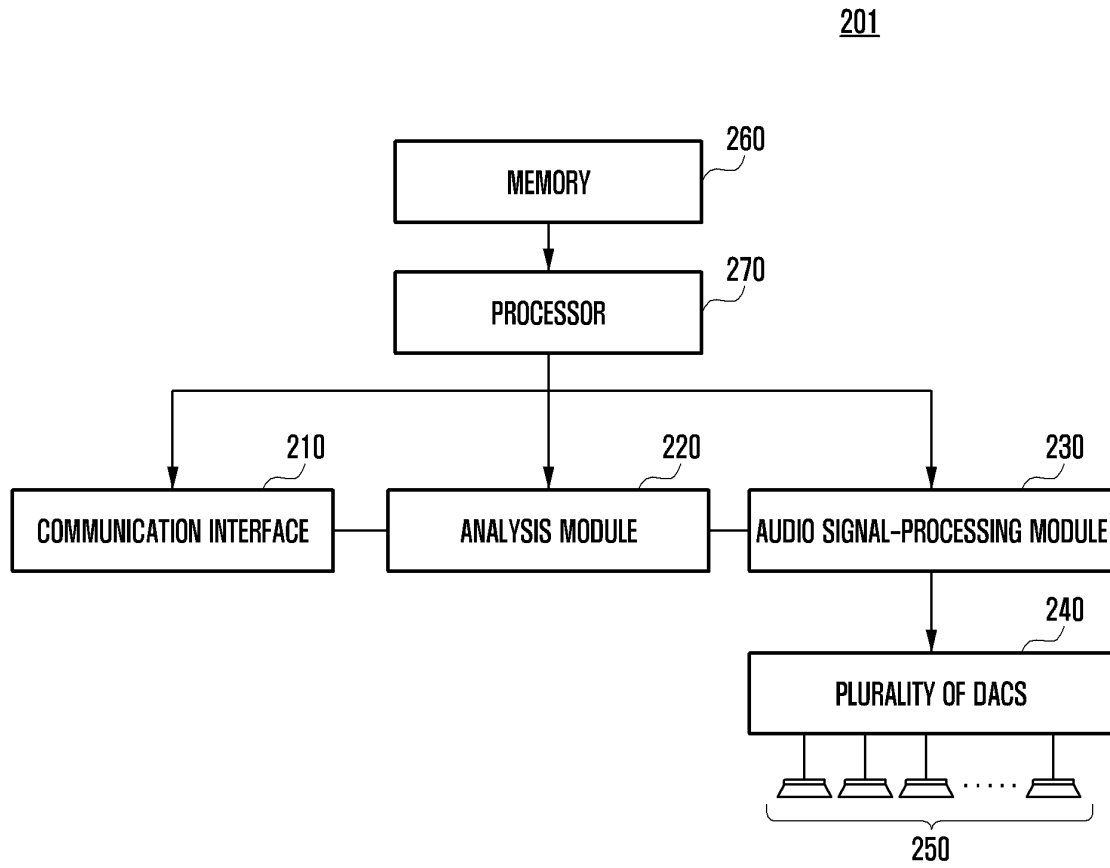 201
260
MEMORY
270
PROCESSOR
210
220
230
COMMUNICATION INTERFACE
ANALYSIS MODULE
AUDIO SIGNAL-PROCESSING MODULE
240
PLURALITY OF DACS
.....
250